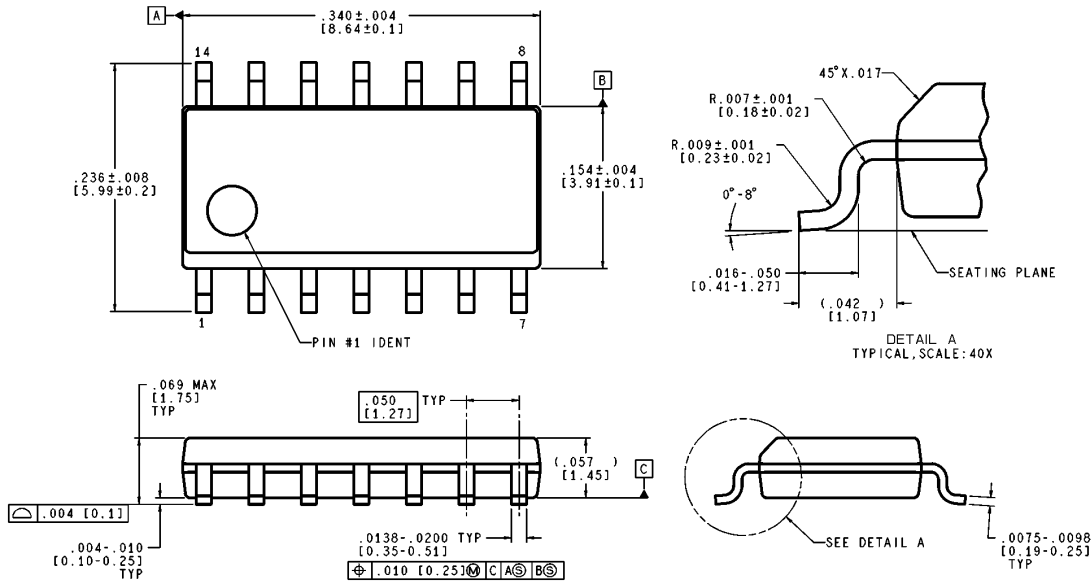 A
.340±.004
[8.64±0.1]
14
8
B
.236±.008
[5.99±0.2]
.154±.004
[3.91±0.1]
1
7
PIN #1 IDENT
45°X.017
R.007±.001
[0.18±0.02]
R.009±.001
[0.23±0.02]
0°-8°
.016-.050
[0.41-1.27]
SEATING PLANE
(.042)
[1.07]
DETAIL A
TYPICAL,SCALE:40X
.069 MAX
[1.75]
TYP
.050 TYP
[1.27]
(.057)
[1.45]
C
⌓ .004 [0.1]
.004-.010
[0.10-0.25]
TYP
.0138-.0200 TYP
[0.35-0.51]
⌖ .010 [0.25]Ⓜ C AⓈ BⓈ
SEE DETAIL A
.0075-.0098
[0.19-0.25]
TYP